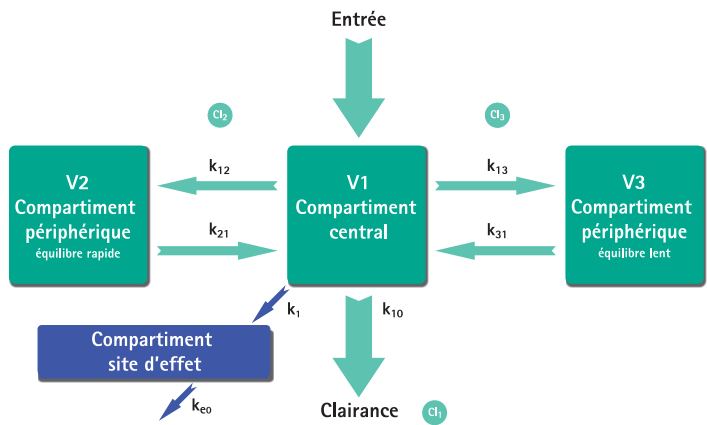 Entrée
Cl₂
Cl₃
k₁₂
k₁₃
V2
Compartiment
périphérique
équilibre rapide
V1
Compartiment
central
V3
Compartiment
périphérique
équilibre lent
k₂₁
k₃₁
k₁
k₁₀
Compartiment
site d'effet
kₑ₀
Clairance
Cl₁